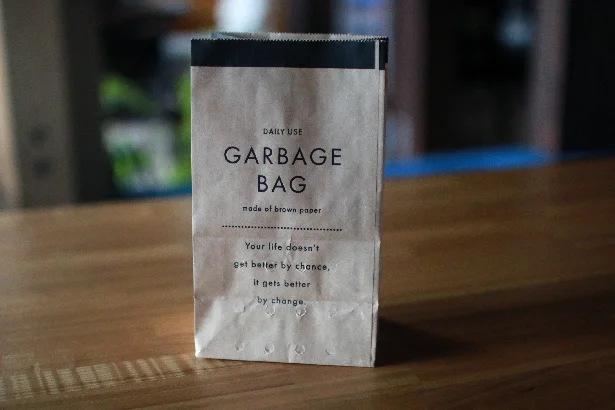 DAILY USE
GARBAGE
BAG
made of brown paper
Your life doesn't
get better by chance,
it gets better
by change.